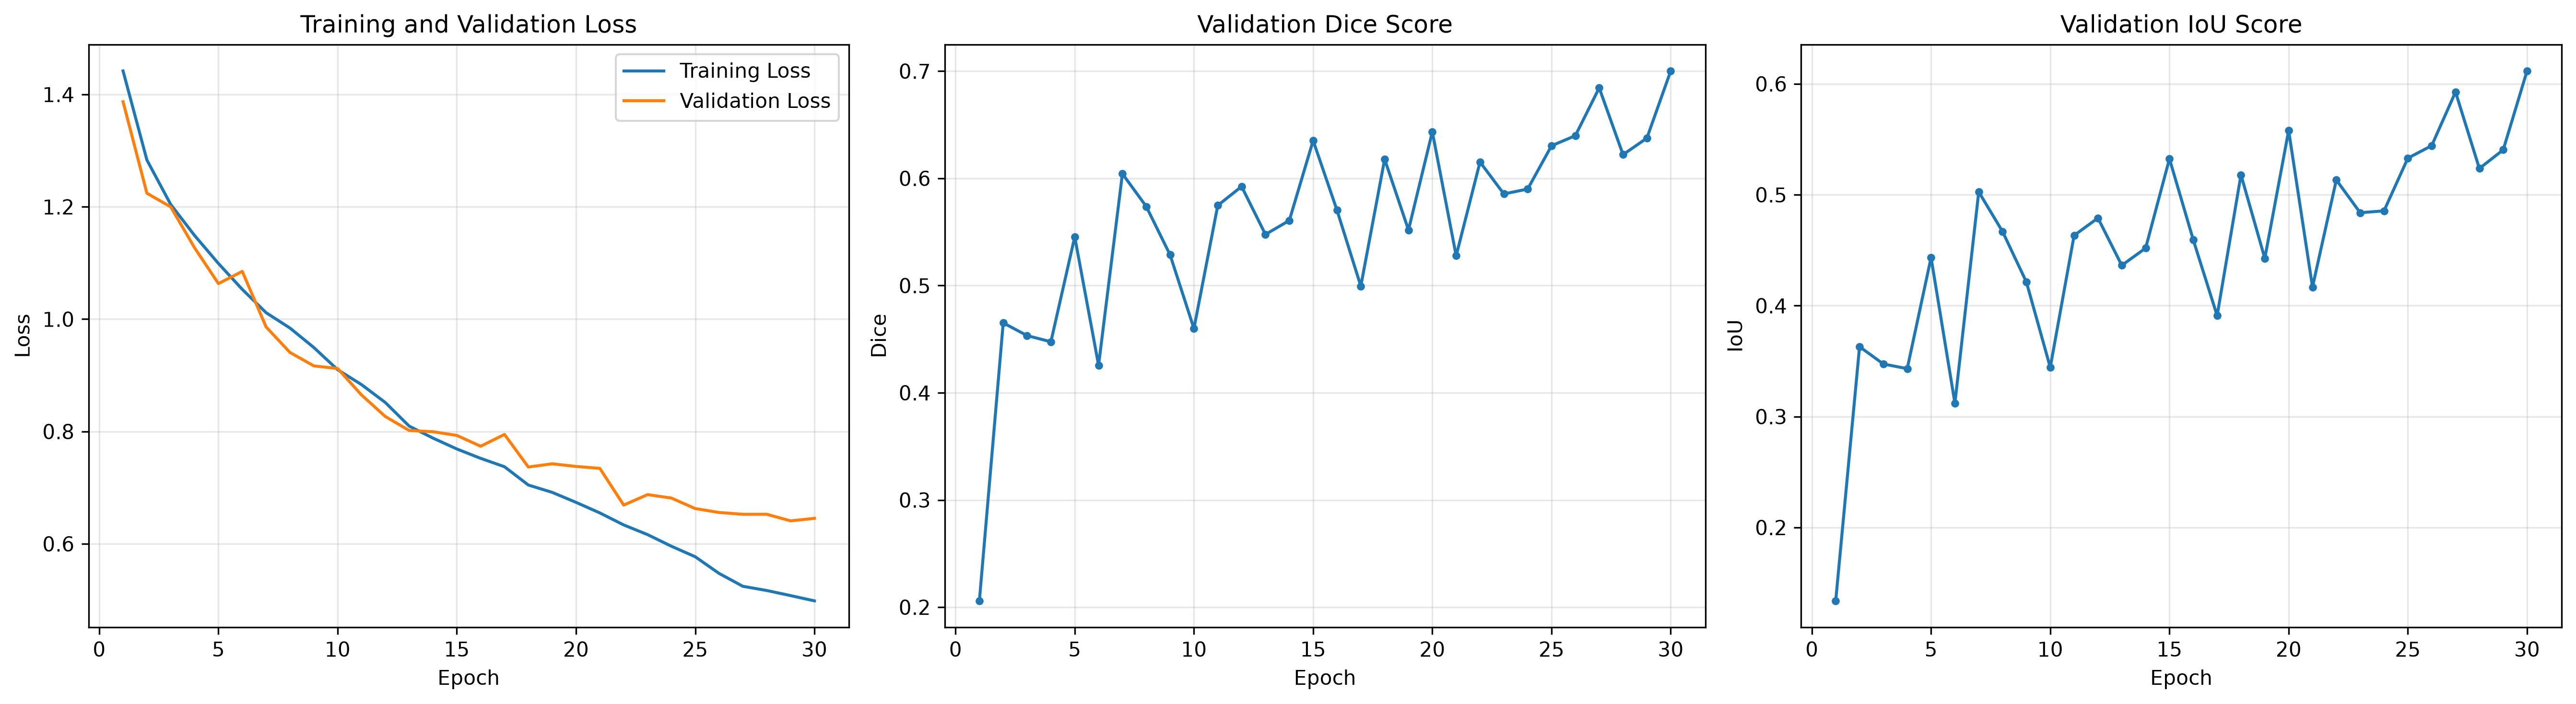 Training and Validation Loss
Training Loss
Validation Loss
1.4
1.2
1.0
0.8
0.6
Loss
0 5 10 15 20 25 30
Epoch
Validation Dice Score
0.7
0.6
0.5
0.4
0.3
0.2
Dice
0 5 10 15 20 25 30
Epoch
Validation IoU Score
0.6
0.5
0.4
0.3
0.2
IoU
0 5 10 15 20 25 30
Epoch